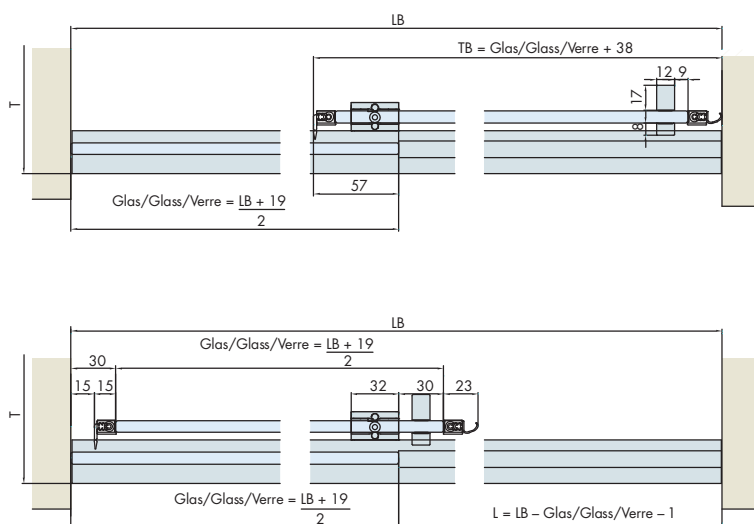 LB
TB = Glas/Glass/Verre + 38
12 9
17
T
8
57
Glas/Glass/Verre = LB + 19
2
LB
Glas/Glass/Verre = LB + 19
2
30
15 15
32 30 23
T
Glas/Glass/Verre = LB + 19
2
L = LB – Glas/Glass/Verre – 1